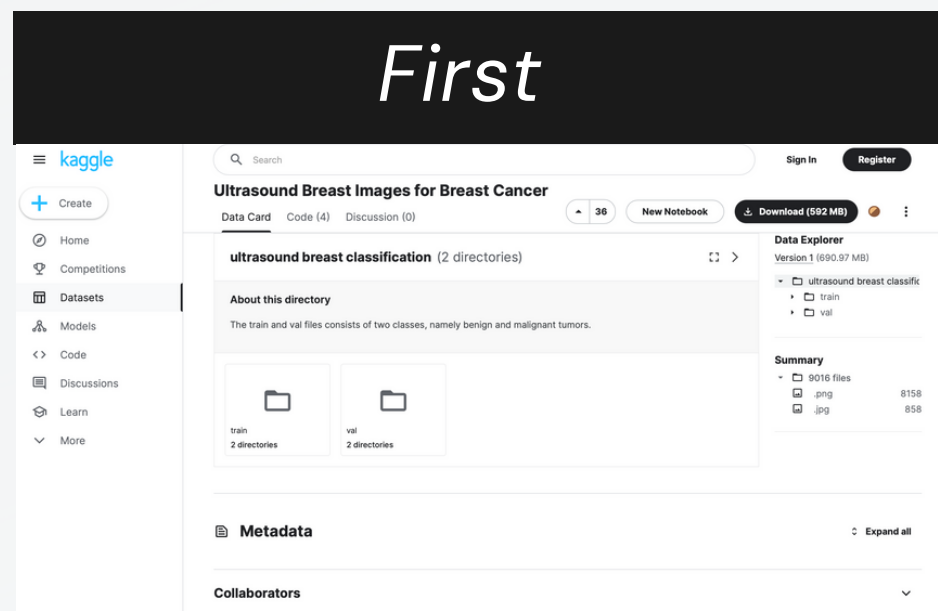 First
kaggle
Search
Sign In
Register
Create
Ultrasound Breast Images for Breast Cancer
Data Card
Code (4)
Discussion (0)
36
New Notebook
Download (592 MB)
Home
Competitions
Datasets
Models
Code
Discussions
Learn
More
ultrasound breast classification (2 directories)
About this directory
The train and val files consists of two classes, namely benign and malignant tumors.
train
2 directories
val
2 directories
Data Explorer
Version 1 (690.97 MB)
ultrasound breast classific
train
val
Summary
9016 files
.png 8158
.jpg 858
Metadata
Expand all
Collaborators